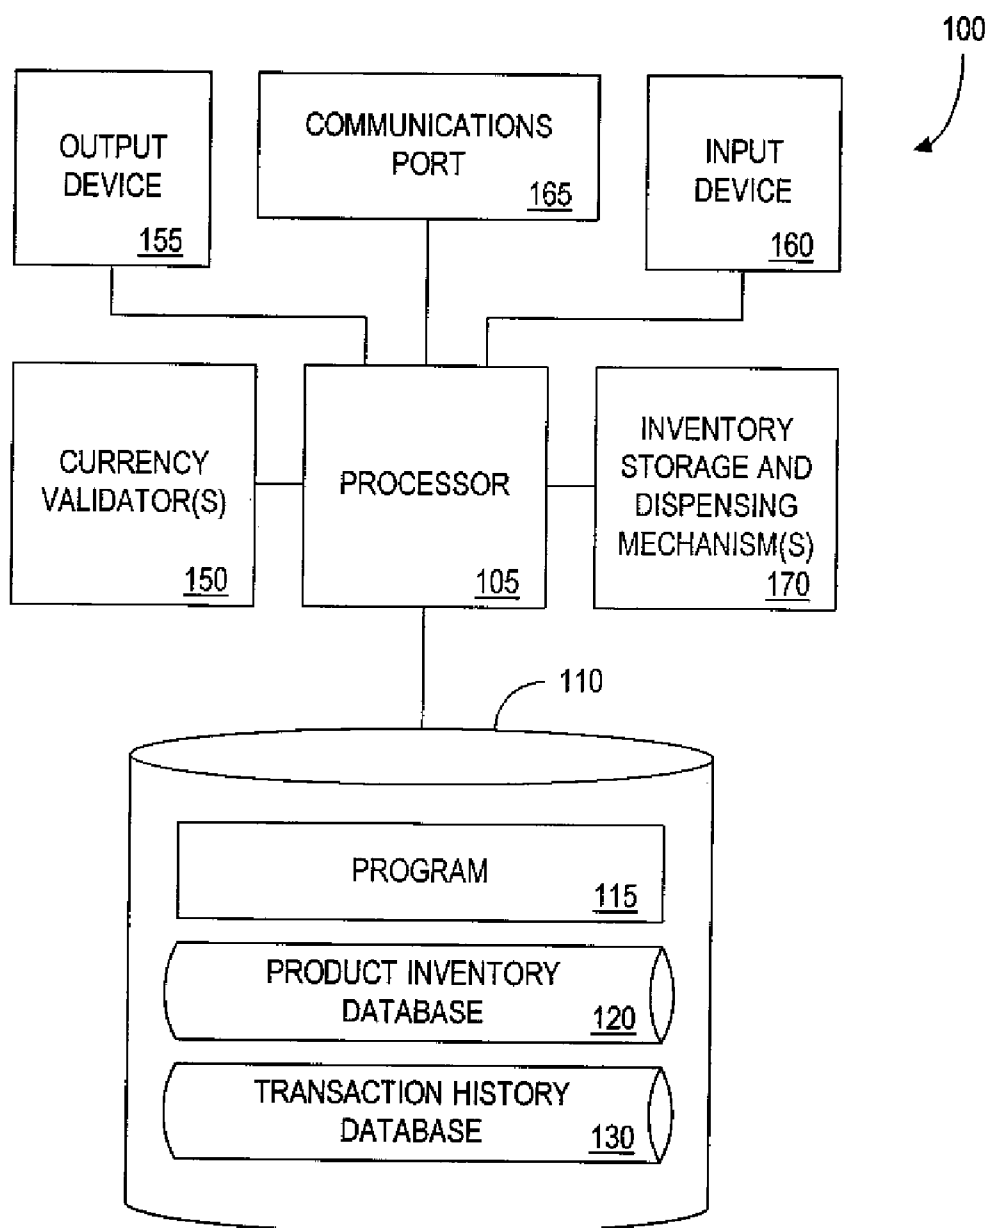 100
OUTPUT
DEVICE
155
COMMUNICATIONS
PORT
165
INPUT
DEVICE
160
CURRENCY
VALIDATOR(S)
150
PROCESSOR
105
INVENTORY
STORAGE AND
DISPENSING
MECHANISM(S)
170
110
PROGRAM
115
PRODUCT INVENTORY
DATABASE
120
TRANSACTION HISTORY
DATABASE
130